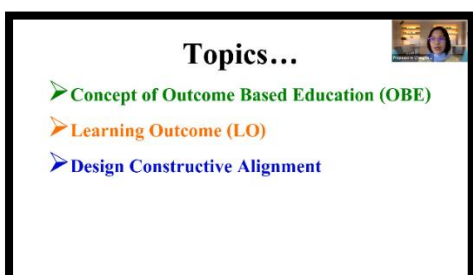 Topics...
➢Concept of Outcome Based Education (OBE)
➢Learning Outcome (LO)
➢Design Constructive Alignment